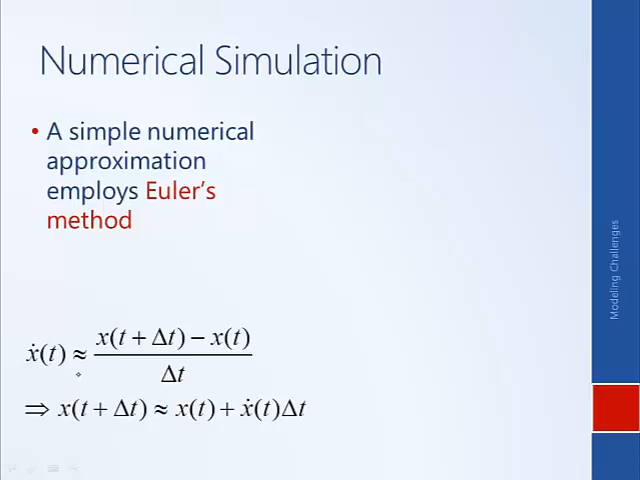 Numerical Simulation
• A simple numerical
approximation
employs Euler's
method
ẋ(t) ≈ (x(t + Δt) − x(t)) / Δt
⇒ x(t + Δt) ≈ x(t) + ẋ(t)Δt
Modeling Challenges